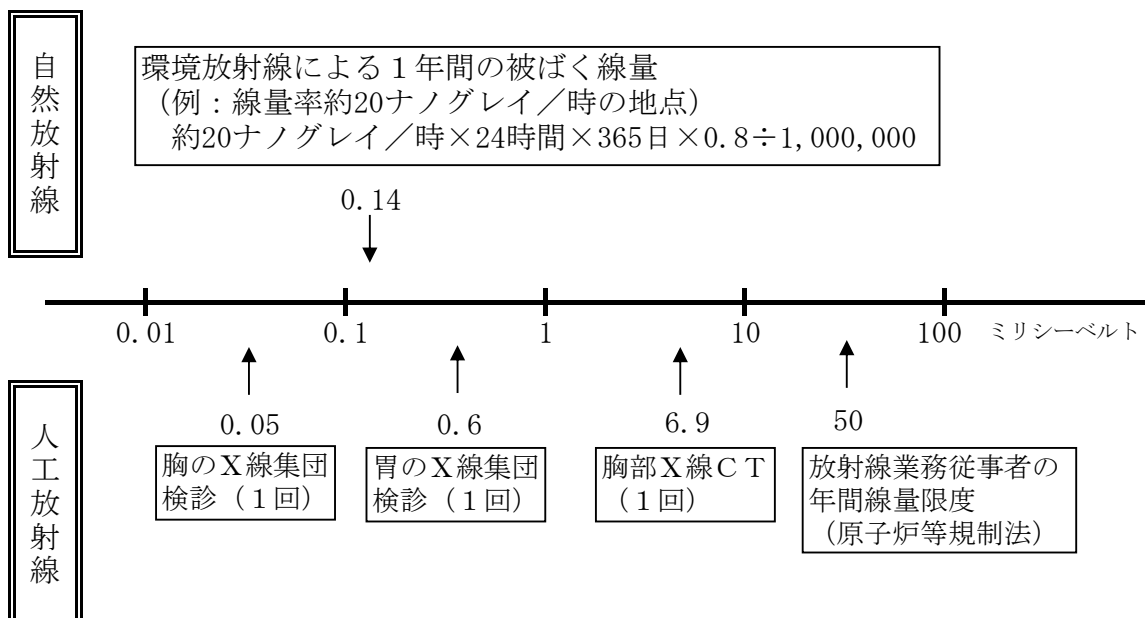 自然放射線
環境放射線による１年間の被ばく線量
（例：線量率約20ナノグレイ／時の地点）
約20ナノグレイ／時×24時間×365日×0.8÷1,000,000
0.14
0.01 0.1 1 10 100 ミリシーベルト
人工放射線
0.05 0.6 6.9 50
胸のＸ線集団
検診（１回）
胃のＸ線集団
検診（１回）
胸部Ｘ線ＣＴ
（１回）
放射線業務従事者の
年間線量限度
（原子炉等規制法）